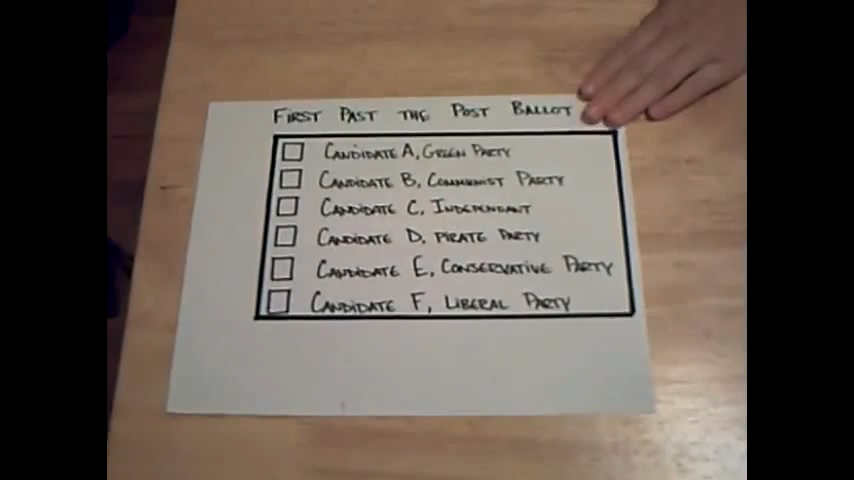 FIRST PAST THE POST BALLOT
CANDIDATE A, GREEN PARTY
CANDIDATE B, COMMUNIST PARTY
CANDIDATE C, INDEPENDANT
CANDIDATE D, PIRATE PARTY
CANDIDATE E, CONSERVATIVE PARTY
CANDIDATE F, LIBERAL PARTY